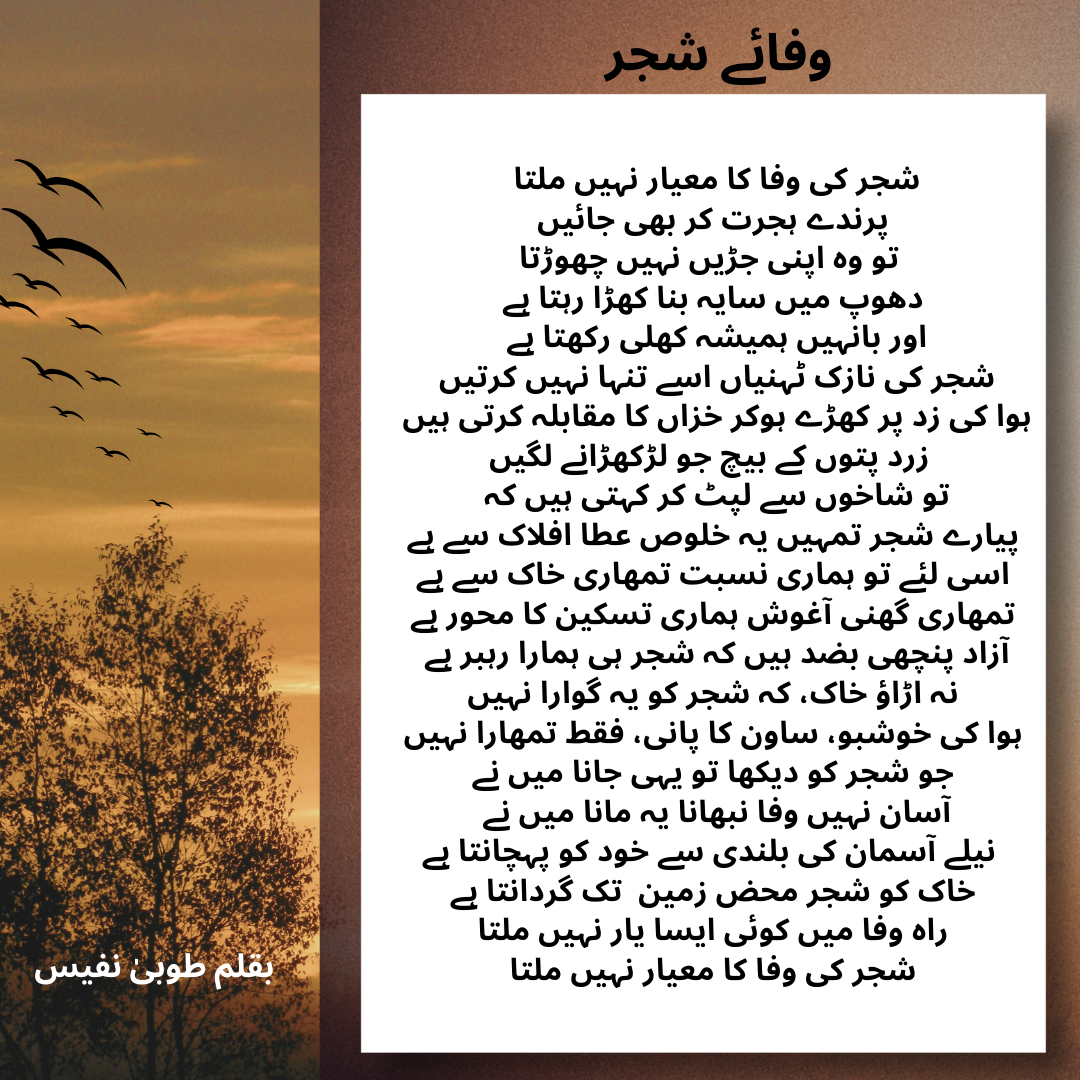 وفائے شجر
شجر کی وفا کا معیار نہیں ملتا
پرندے ہجرت کر بھی جائیں
تو وہ اپنی جڑیں نہیں چھوڑتا
دھوپ میں سایہ بنا کھڑا رہتا ہے
اور بانہیں ہمیشہ کھلی رکھتا ہے
شجر کی نازک ٹہنیاں اسے تنہا نہیں کرتیں
ہوا کی زد پر کھڑے ہوکر خزاں کا مقابلہ کرتی ہیں
زرد پتوں کے بیچ جو لڑکھڑانے لگیں
تو شاخوں سے لپٹ کر کہتی ہیں کہ
پیارے شجر تمہیں یہ خلوص عطا افلاک سے ہے
اسی لئے تو ہماری نسبت تمھاری خاک سے ہے
تمھاری گھنی آغوش ہماری تسکین کا محور ہے
آزاد پنچھی بضد ہیں کہ شجر ہی ہمارا رہبر ہے
نہ اڑاؤ خاک، کہ شجر کو یہ گوارا نہیں
ہوا کی خوشبو، ساون کا پانی، فقط تمھارا نہیں
جو شجر کو دیکھا تو یہی جانا میں نے
آسان نہیں وفا نبھانا یہ مانا میں نے
نیلے آسمان کی بلندی سے خود کو پہچانتا ہے
خاک کو شجر محض زمین تک گردانتا ہے
راہ وفا میں کوئی ایسا یار نہیں ملتا
شجر کی وفا کا معیار نہیں ملتا
بقلم طوبیٰ نفیس